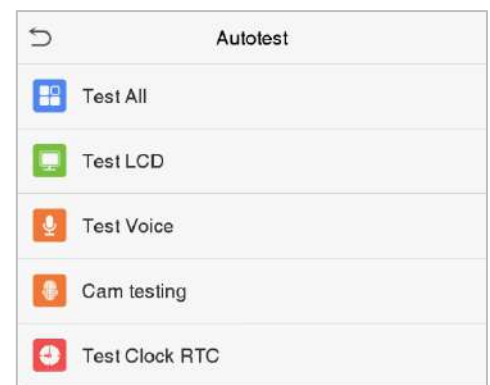 Autotest
Test All
Test LCD
Test Voice
Cam testing
Test Clock RTC